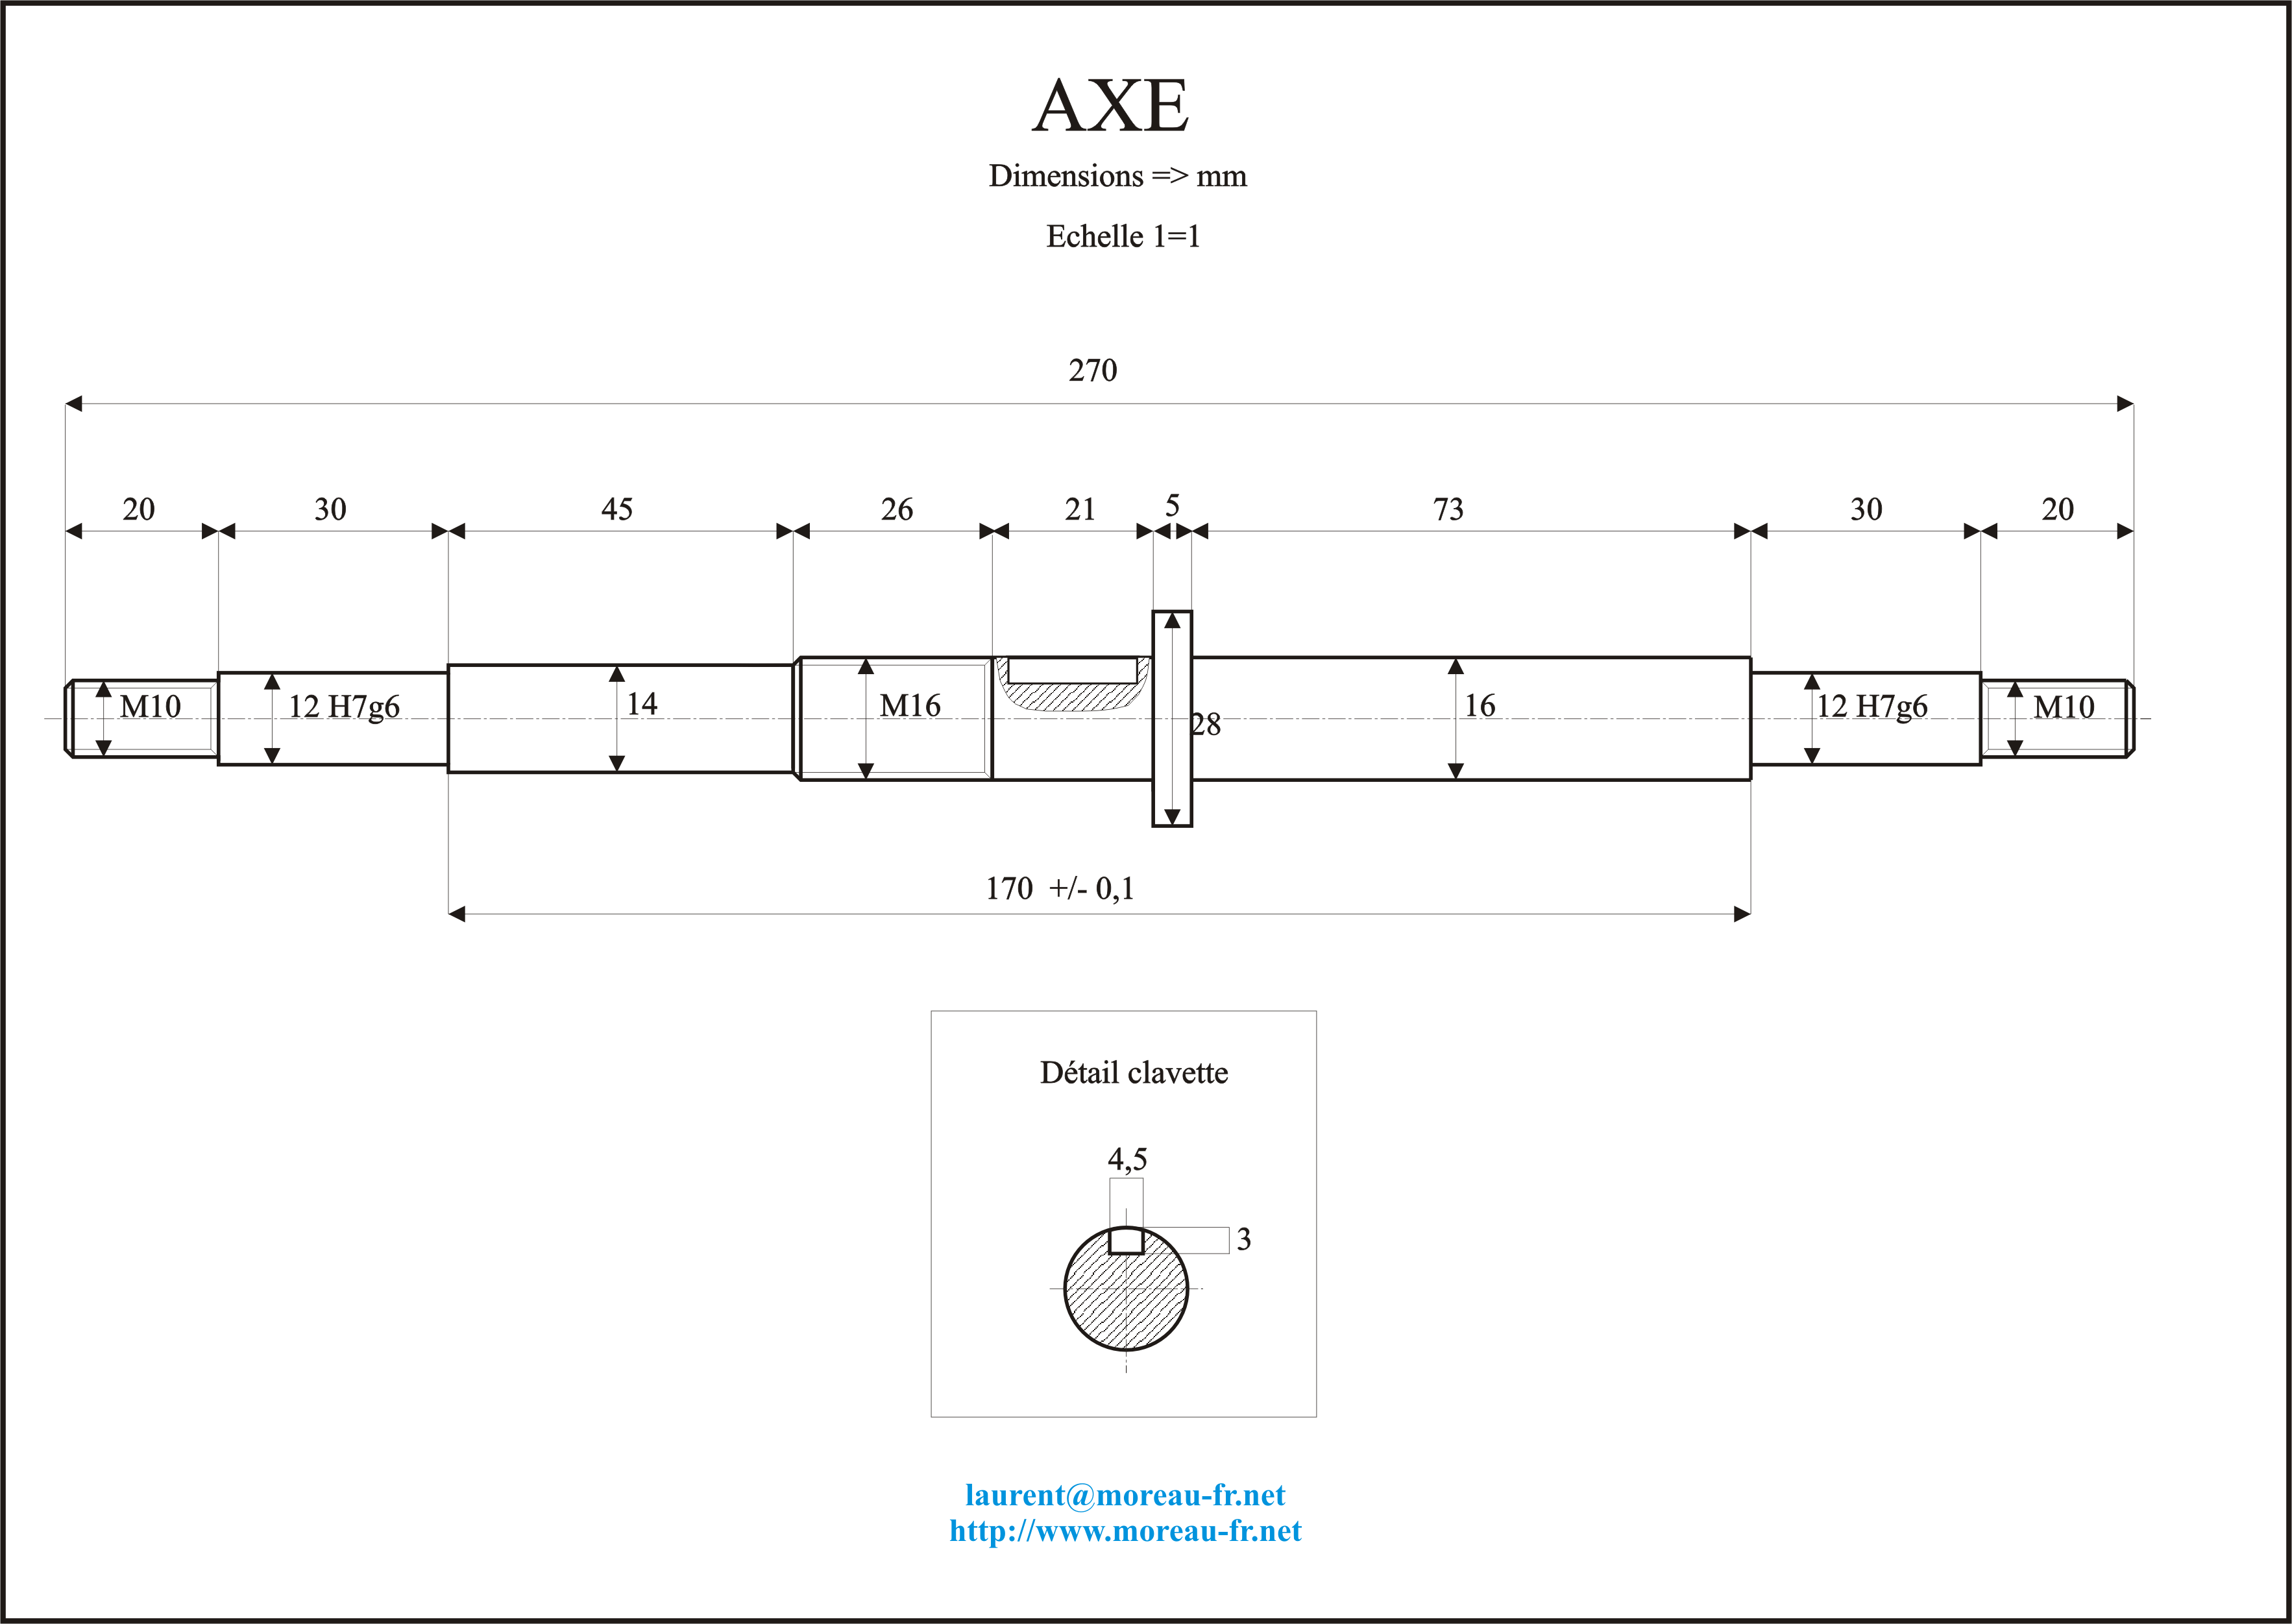 AXE
Dimensions => mm
Echelle 1=1
270
20 30 45 26 21 5 73 30 20
M10 12 H7g6 14 M16 28 16 12 H7g6 M10
170 +/- 0,1
Détail clavette
4,5
3
laurent@moreau-fr.net
http://www.moreau-fr.net